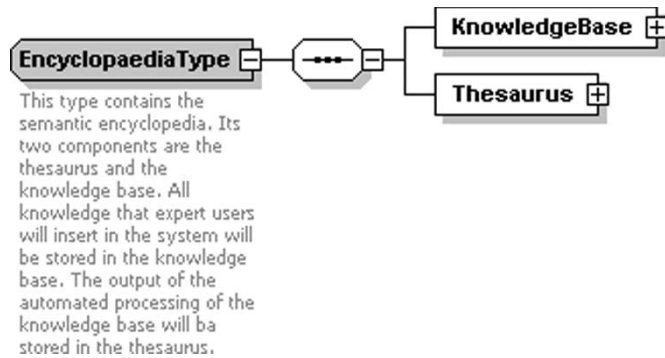 EncyclopaediaType
KnowledgeBase
Thesaurus
This type contains the
semantic encyclopedia. Its
two components are the
thesaurus and the
knowledge base. All
knowledge that expert users
will insert in the system will
be stored in the knowledge
base. The output of the
automated processing of the
knowledge base will ba
stored in the thesaurus.